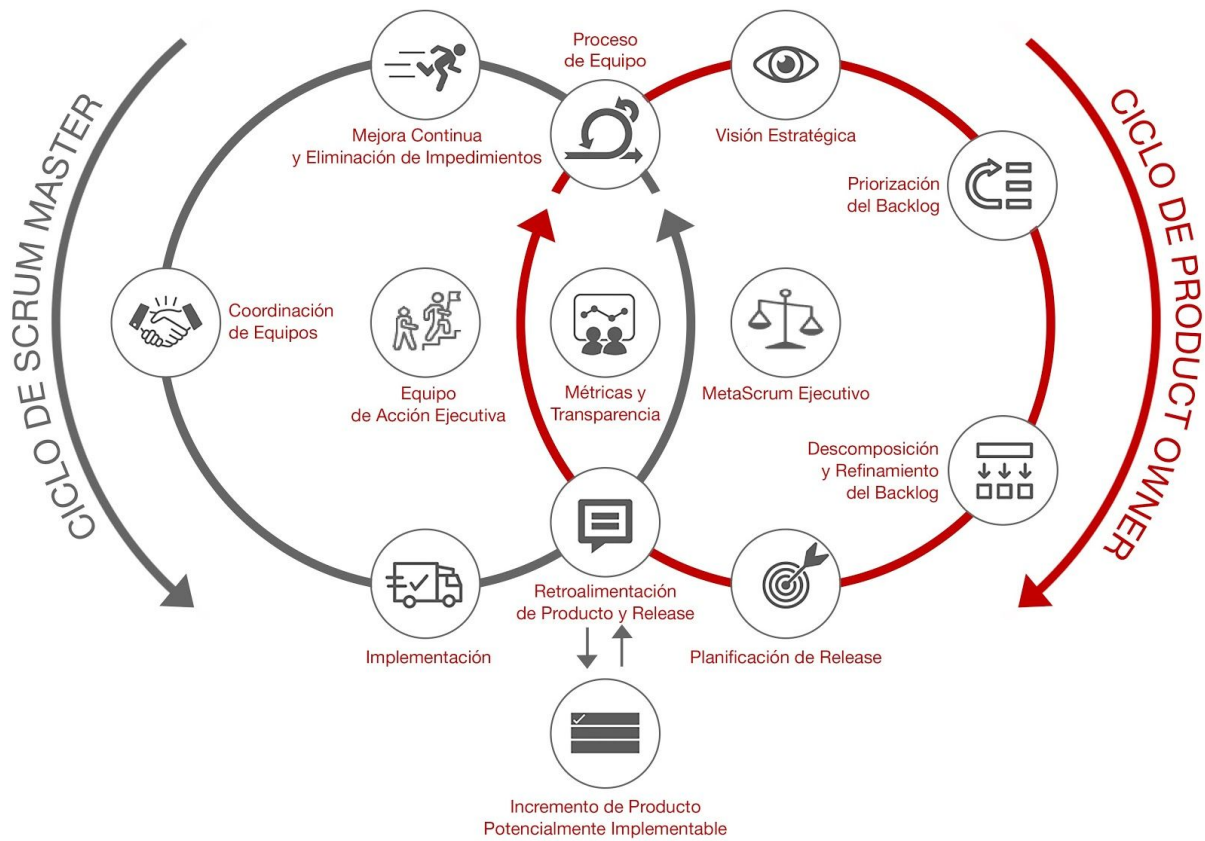 CICLO DE SCRUM MASTER
Proceso
de Equipo
Mejora Continua
y Eliminación de Impedimientos
Visión Estratégica
Priorización
del Backlog
CICLO DE PRODUCT OWNER
Coordinación
de Equipos
Equipo
de Acción Ejecutiva
Métricas y
Transparencia
MetaScrum Ejecutivo
Descomposición
y Refinamiento
del Backlog
Retroalimentación
de Producto y Release
Implementación
Planificación de Release
Incremento de Producto
Potencialmente Implementable